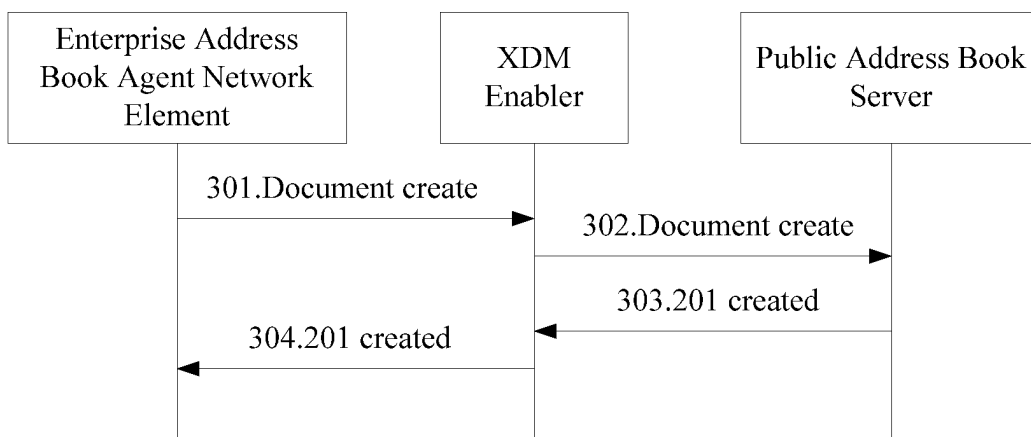 Enterprise Address
Book Agent Network
Element
XDM
Enabler
Public Address Book
Server
301.Document create
302.Document create
303.201 created
304.201 created